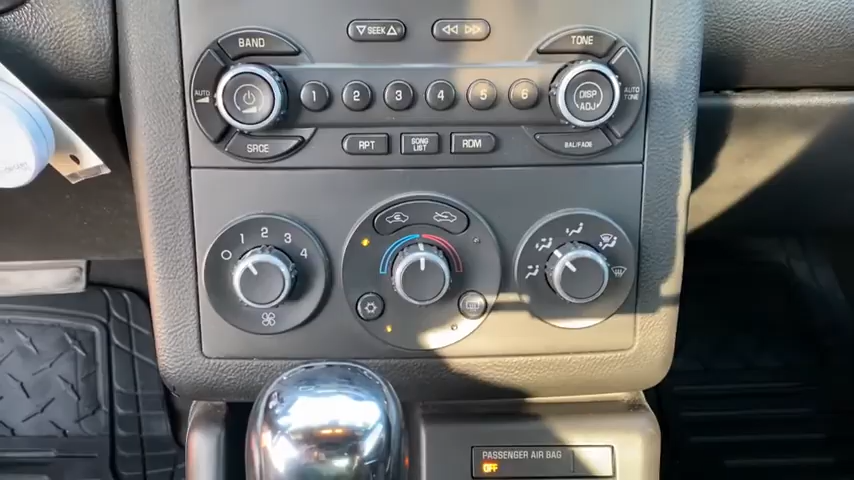 BAND
SEEK
TONE
AUTO
DISP
ADJ
AUTO
TONE
1 2 3 4 5 6
SRCE
RPT
SONG
LIST
RDM
BAL/FADE
0 1 2 3 4
PASSENGER AIR BAG
OFF